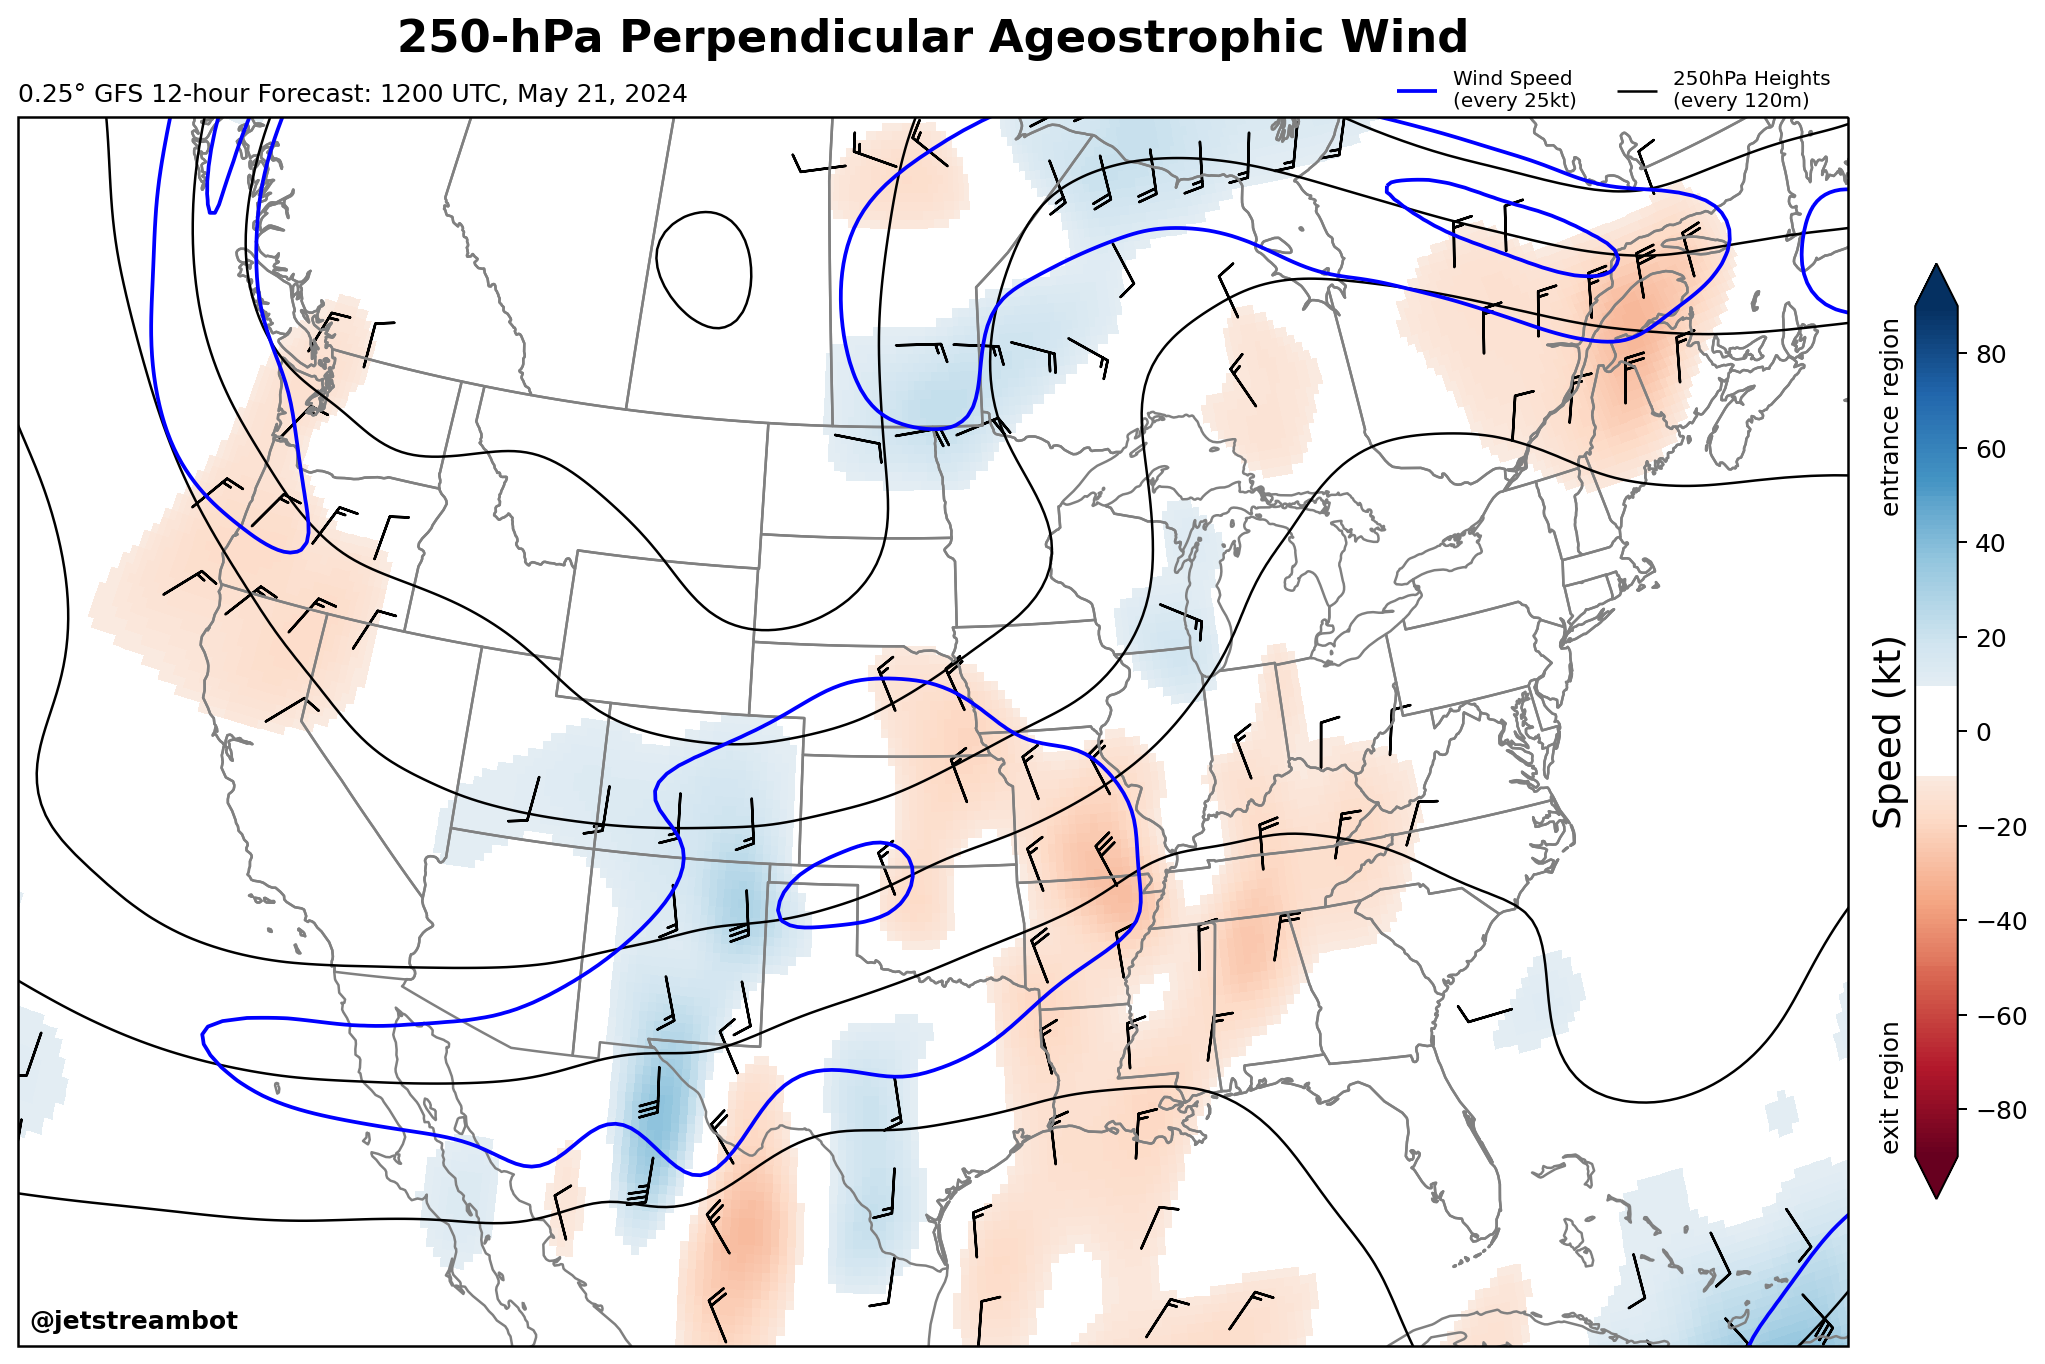 250-hPa Perpendicular Ageostrophic Wind
0.25° GFS 12-hour Forecast: 1200 UTC, May 21, 2024
Wind Speed
(every 25kt)
250hPa Heights
(every 120m)
80
60
40
20
0
−20
−40
−60
−80
entrance region
Speed (kt)
exit region
@jetstreambot